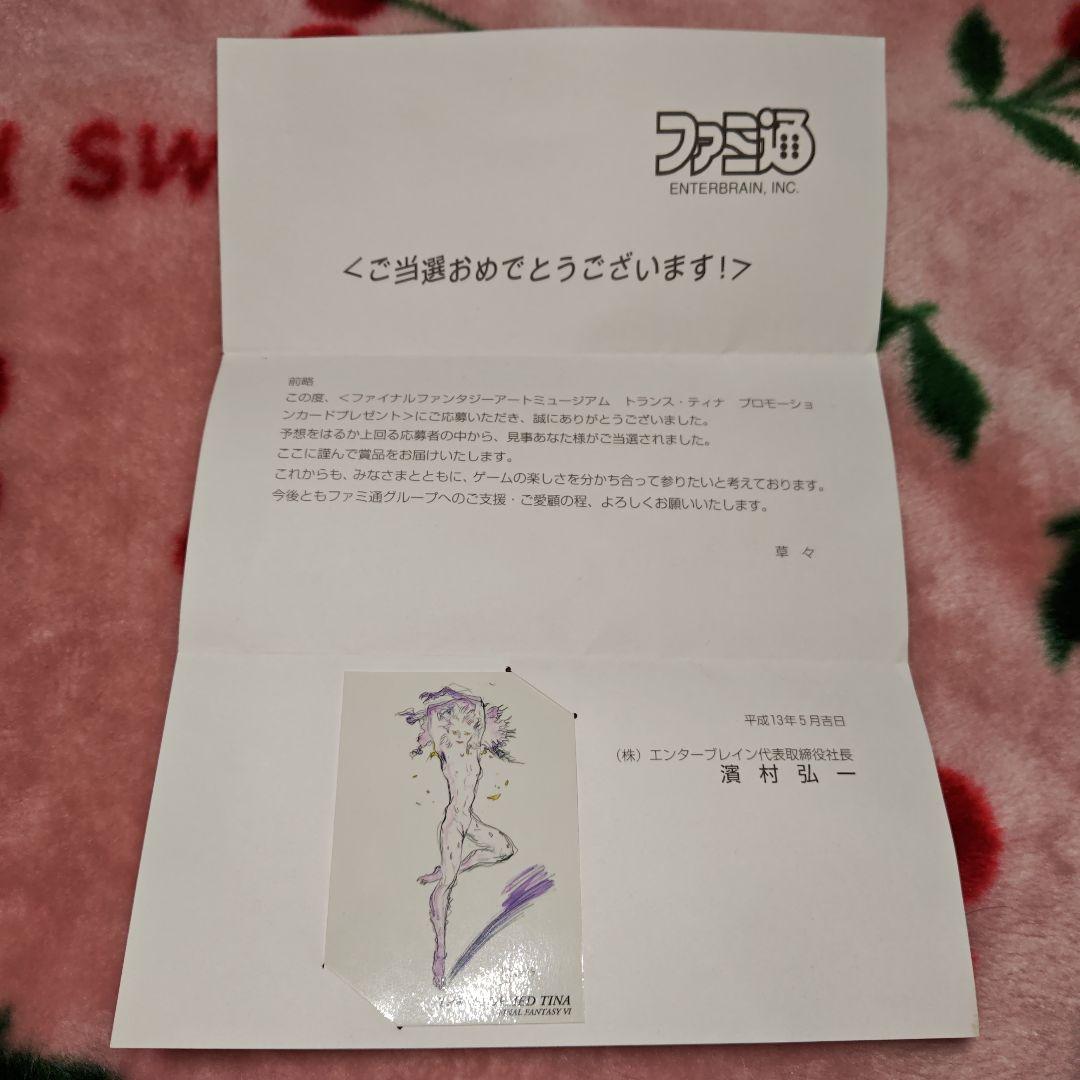 ファミ通
ENTERBRAIN, INC.
＜ご当選おめでとうございます!＞
前略
この度、＜ファイナルファンタジーアートミュージアム　トランス・ティナ　プロモーショ
ンカードプレゼント＞にご応募いただき、誠にありがとうございました。
予想をはるか上回る応募者の中から、見事あなた様がご当選されました。
ここに謹んで賞品をお届けいたします。
これからも、みなさまとともに、ゲームの楽しさを分かち合って参りたいと考えております。
今後ともファミ通グループへのご支援・ご愛顧の程、よろしくお願いいたします。
草々
平成13年5月吉日
（株）エンターブレイン代表取締役社長
濱村弘一
TINA
FINAL FANTASY VI
SW